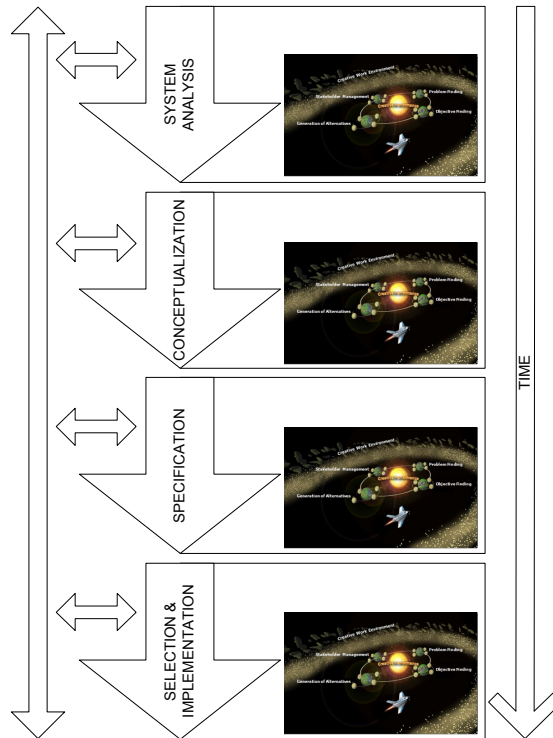 SYSTEM
ANALYSIS
Creative Work Environment
Stakeholder Management
Problem Finding
Objective Finding
Generation of Alternatives
CONCEPTUALIZATION
Creative Work Environment
Stakeholder Management
Problem Finding
Objective Finding
Generation of Alternatives
TIME
SPECIFICATION
Creative Work Environment
Stakeholder Management
Problem Finding
Objective Finding
Generation of Alternatives
SELECTION &
IMPLEMENTATION
Creative Work Environment
Stakeholder Management
Problem Finding
Objective Finding
Generation of Alternatives